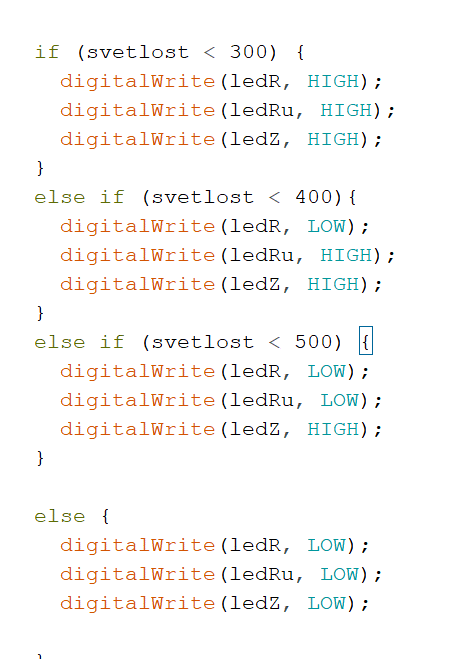 if (svetlost < 300) {
  digitalWrite(ledR, HIGH);
  digitalWrite(ledRu, HIGH);
  digitalWrite(ledZ, HIGH);
}
else if (svetlost < 400){
  digitalWrite(ledR, LOW);
  digitalWrite(ledRu, HIGH);
  digitalWrite(ledZ, HIGH);
}
else if (svetlost < 500) {
  digitalWrite(ledR, LOW);
  digitalWrite(ledRu, LOW);
  digitalWrite(ledZ, HIGH);
}

else {
  digitalWrite(ledR, LOW);
  digitalWrite(ledRu, LOW);
  digitalWrite(ledZ, LOW);

}